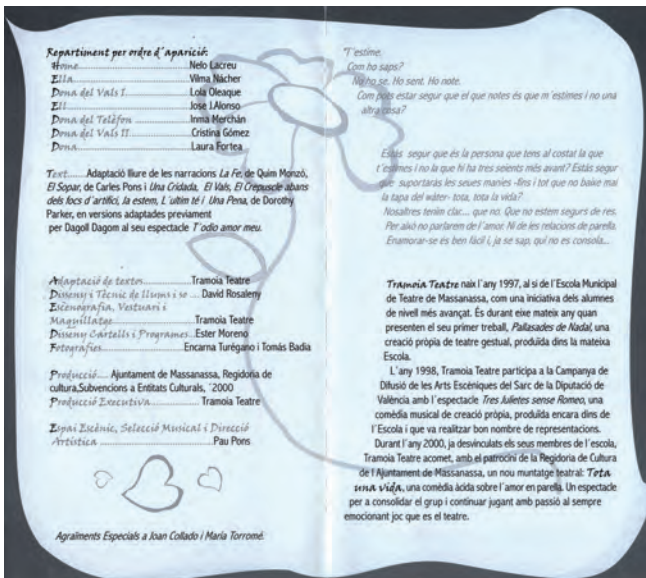 Repartiment per ordre d´aparició:
Home......Nelo Lacreu
Ella......Vilma Nácher
Dona del Vals I......Lola Oleaque
Ell......José I.Alonso
Dona del Telèfon......Inma Merchán
Dona del Vals II......Cristina Gómez
Dona......Laura Fortea
Text......Adaptació lliure de les narracions La Fe, de Quim Monzó,
El Sopar, de Carles Pons i Una Cridada, El Vals, El Crepuscle abans
dels focs d´artifici, la estem, L´ultim té i Una Pena, de Dorothy
Parker, en versions adaptades previament
per Dagoll Dagom al seu espectacle T´odio amor meu.
Adaptació de textos......Tramoia Teatre
Disseny i Tècnic de llums i so......David Rosaleny
Escenografia, Vestuari i
Maquillatge......Tramoia Teatre
Disseny Cartells i Programes...Ester Moreno
Fotografies......Encarna Turégano i Tomás Badia
Producció......Ajuntament de Massanassa, Regidoria de
cultura,Subvencions a Entitats Culturals, ´2000
Producció Executiva......Tramoia Teatre
Espai Escènic, Selecció Musical i Direcció
Artística......Pau Pons
Agraïments Especials a Joan Collado i María Torromé.
"T´estime.
Com ho saps?
No ho se. Ho sent. Ho note.
Com pots estar segur que el que notes és que m´estimes i no una
altra cosa?
Estàs segur que és la persona que tens al costat la que
t´estimes i no la que hi ha tres seients més avant? Estàs segur
que suportaràs les seues manies -fins i tot que no baixe mai
la tapa del wàter- tota, tota la vida?
Nosaltres tenim clar... que no. Que no estem segurs de res.
Per això no parlarem de l´amor. Ni de les relacions de parella.
Enamorar-se és ben fàcil i, ja se sap, qui no es consola...
Tramoia Teatre naix l´any 1997, al si de l´Escola Municipal
de Teatre de Massanassa, com una iniciativa dels alumnes
de nivell més avançat. És durant eixe mateix any quan
presenten el seu primer treball, Pallasades de Nadal, una
creació pròpia de teatre gestual, produïda dins la mateixa
Escola.
L´any 1998, Tramoia Teatre participa a la Campanya de
Difusió de les Arts Escèniques del Sarc de la Diputació de
València amb l´espectacle Tres Julietes sense Romeo, una
comèdia musical de creació pròpia, produïda encara dins de
l´Escola i que va realitzar bon nombre de representacions.
Durant l´any 2000, ja desvinculats els seus membres de l´escola,
Tramoia Teatre acomet, amb el patrocini de la Regidoria de Cultura
de l´Ajuntament de Massanassa, un nou muntatge teatral: Tota
una vida, una comèdia àcida sobre l´amor en parella. Un espectacle
per a consolidar el grup i continuar jugant amb passió al sempre
emocionant joc que es el teatre.